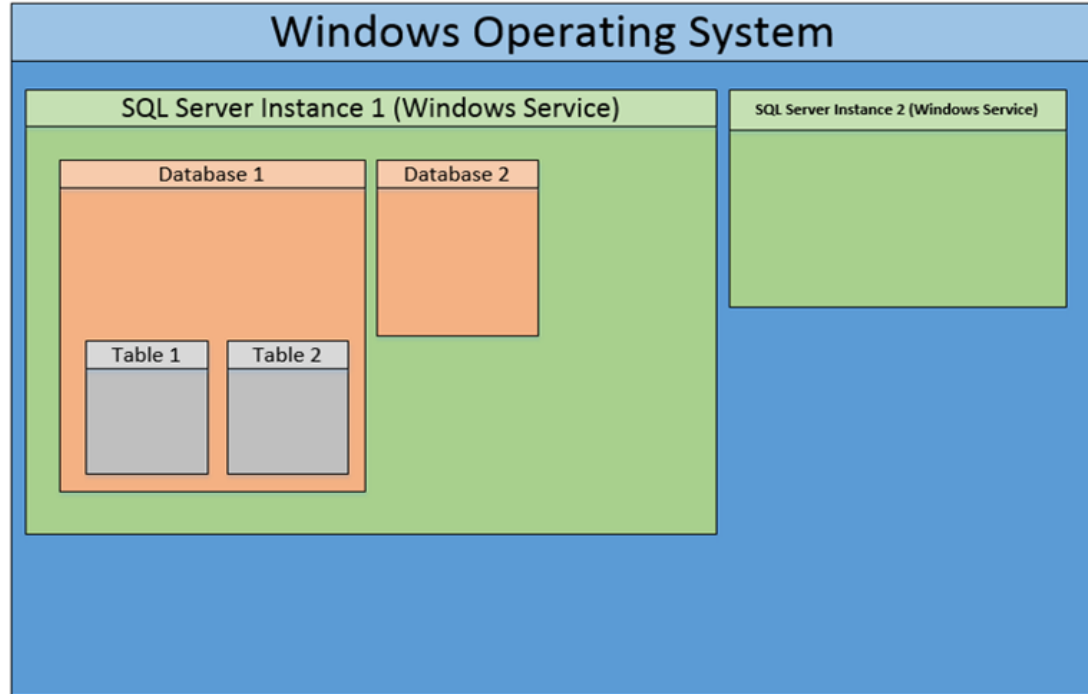 Windows Operating System
SQL Server Instance 1 (Windows Service)
SQL Server Instance 2 (Windows Service)
Database 1
Database 2
Table 1
Table 2